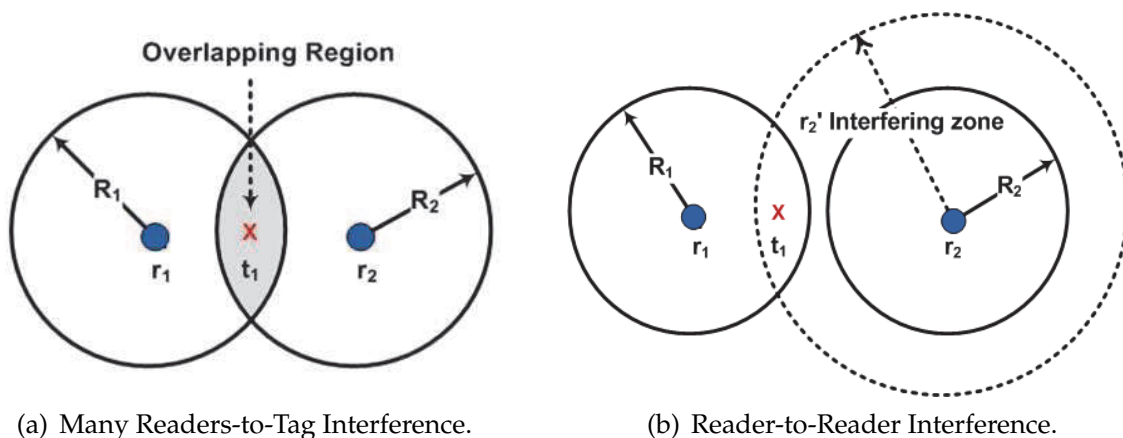 Overlapping Region
R₁
R₂
X
r₁
t₁
r₂
(a) Many Readers-to-Tag Interference.
r₂' Interfering zone
R₁
R₂
X
r₁
t₁
r₂
(b) Reader-to-Reader Interference.